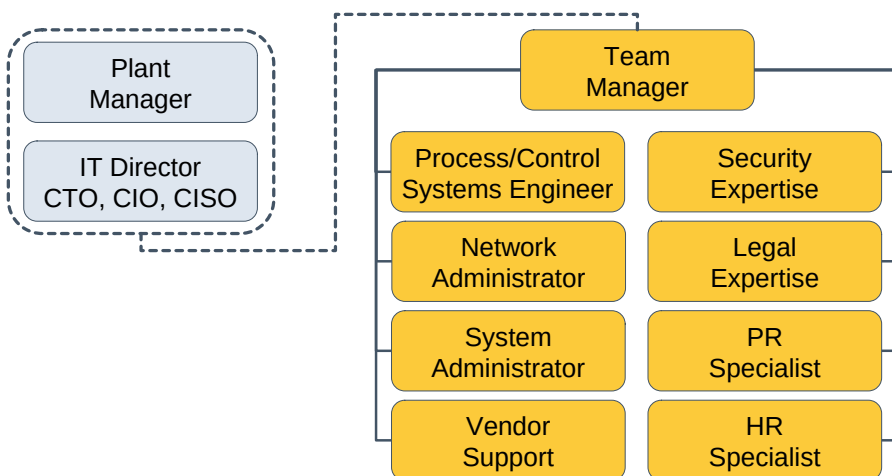 Plant
Manager
IT Director
CTO, CIO, CISO
Team
Manager
Process/Control
Systems Engineer
Security
Expertise
Network
Administrator
Legal
Expertise
System
Administrator
PR
Specialist
Vendor
Support
HR
Specialist